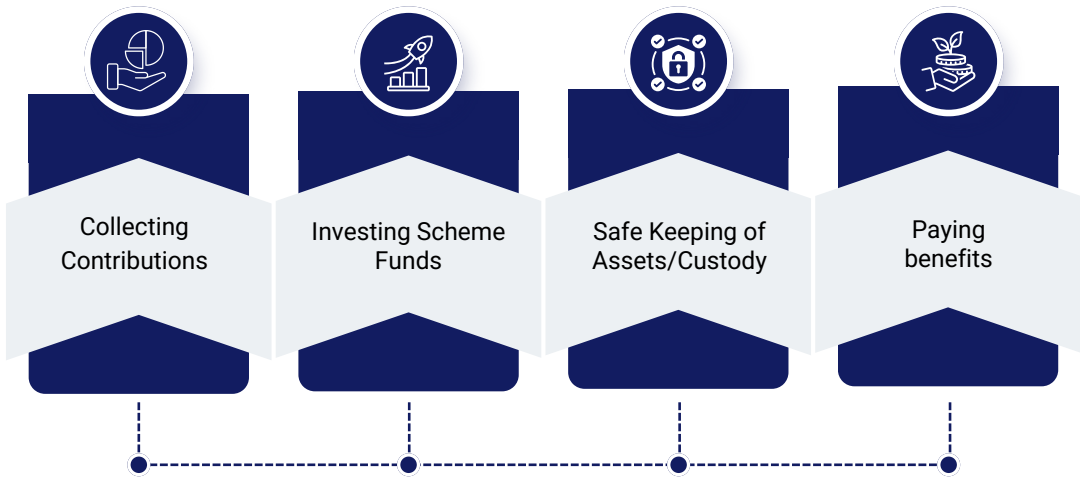 Collecting
Contributions
Investing Scheme
Funds
Safe Keeping of
Assets/Custody
Paying
benefits